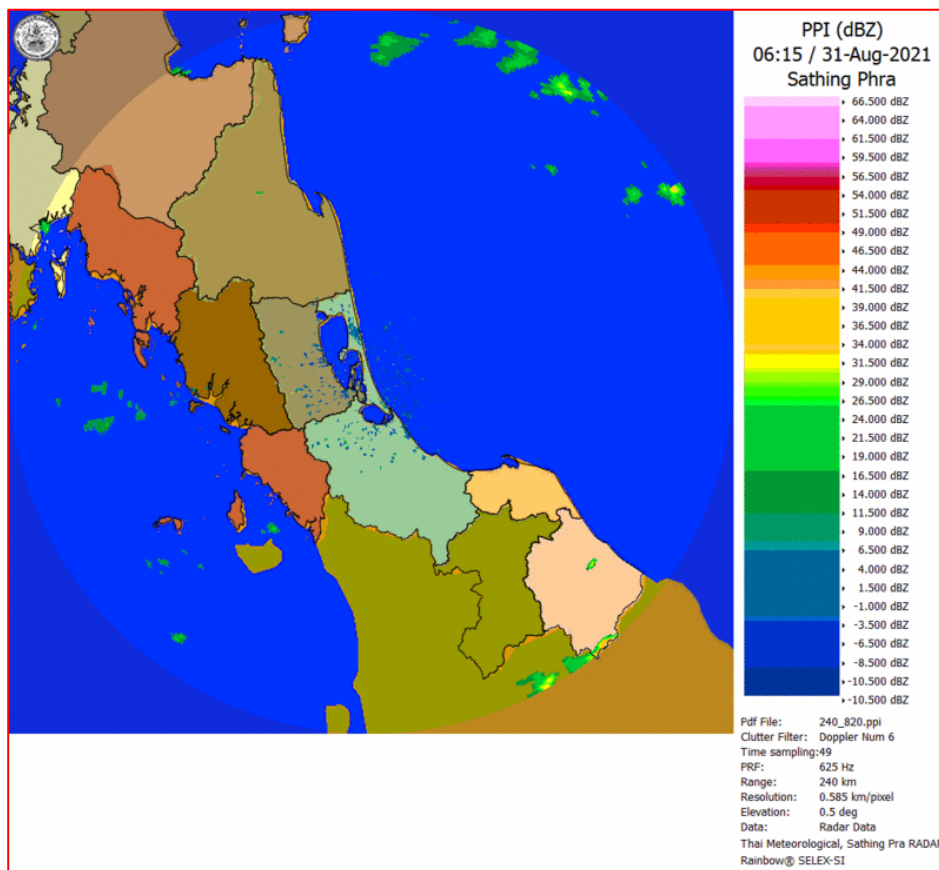 PPI (dBZ)
06:15 / 31-Aug-2021
Sathing Phra
66.500 dBZ
64.000 dBZ
61.500 dBZ
59.500 dBZ
56.500 dBZ
54.000 dBZ
51.500 dBZ
49.000 dBZ
46.500 dBZ
44.000 dBZ
41.500 dBZ
39.000 dBZ
36.500 dBZ
34.000 dBZ
31.500 dBZ
29.000 dBZ
26.500 dBZ
24.000 dBZ
21.500 dBZ
19.000 dBZ
16.500 dBZ
14.000 dBZ
11.500 dBZ
9.000 dBZ
6.500 dBZ
4.000 dBZ
1.500 dBZ
-1.000 dBZ
-3.500 dBZ
-6.500 dBZ
-8.500 dBZ
-10.500 dBZ
-10.500 dBZ
Pdf File: 240_820.ppi
Clutter Filter: Doppler Num 6
Time sampling:49
PRF: 625 Hz
Range: 240 km
Resolution: 0.585 km/pixel
Elevation: 0.5 deg
Data: Radar Data
Thai Meteorological, Sathing Pra RADAR
Rainbow® SELEX-SI